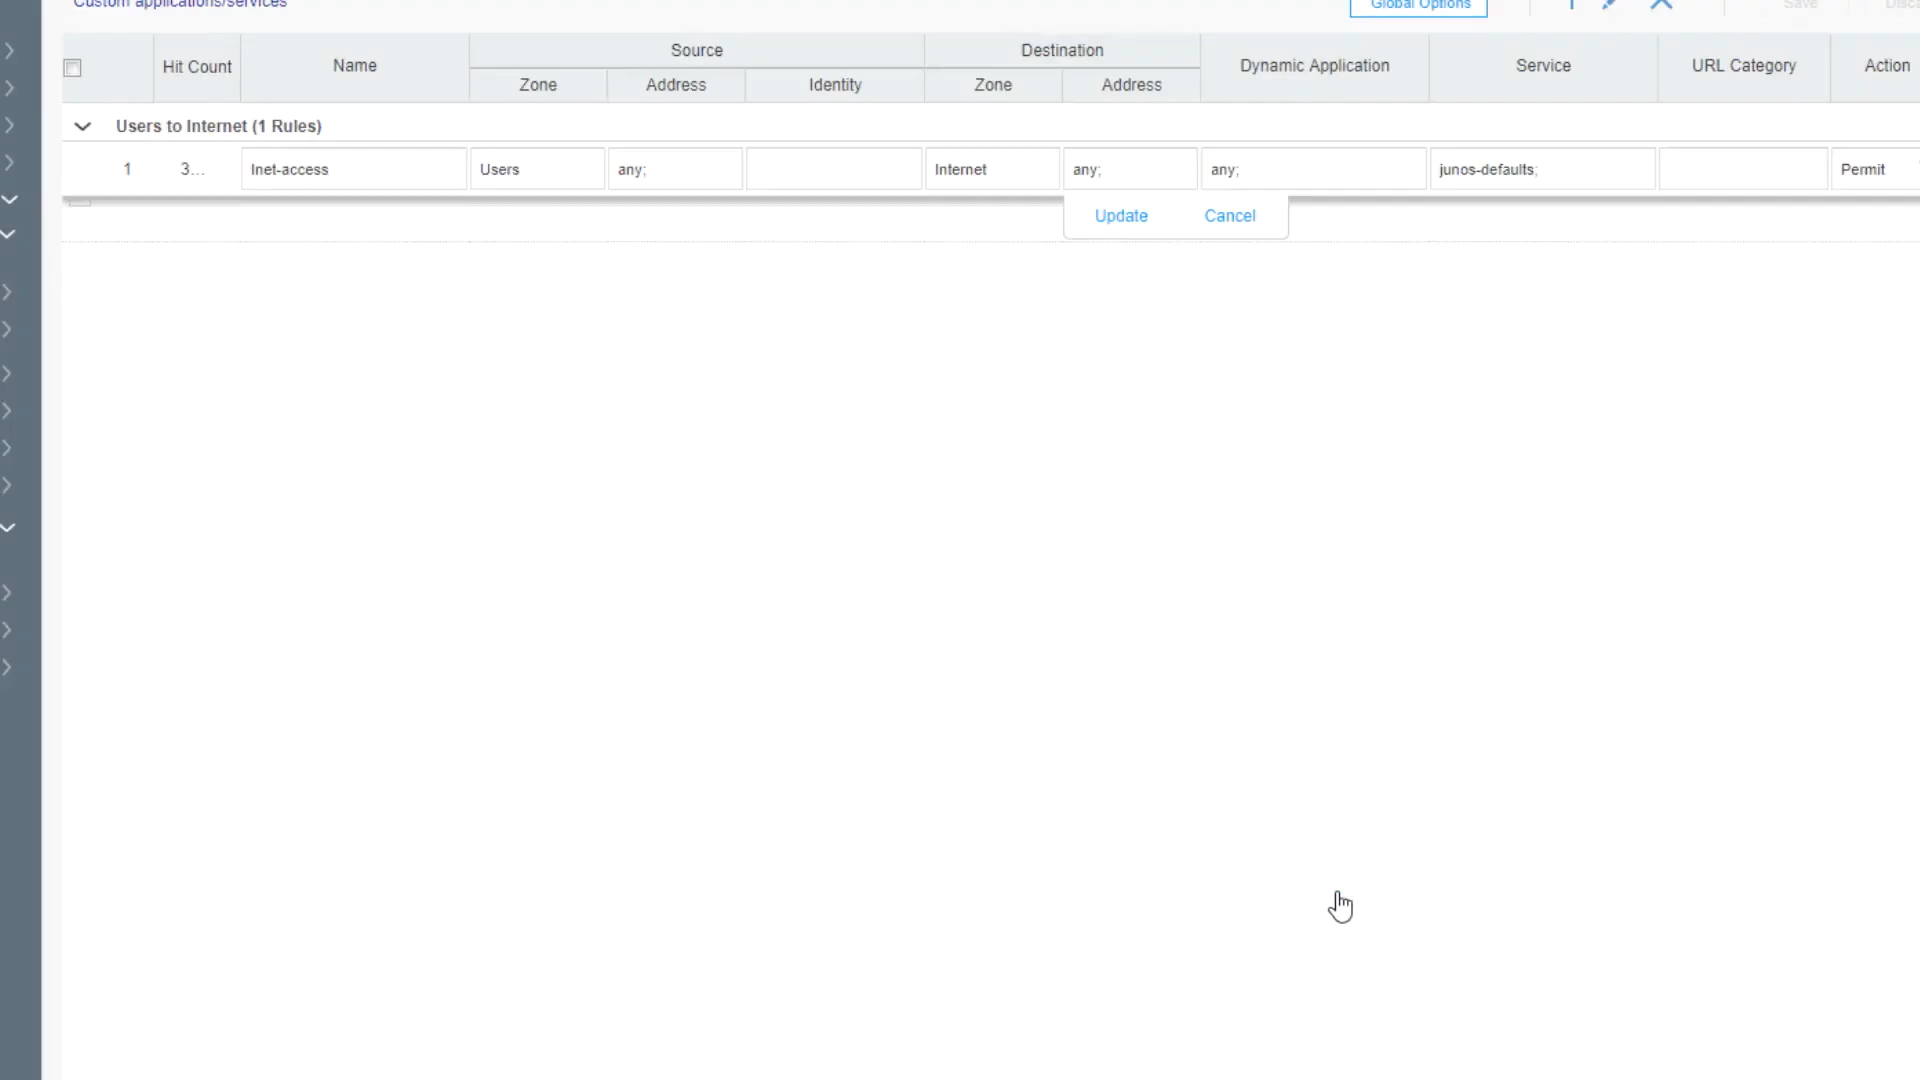 Custom applications/services
Global Options
Save
Hit Count
Name
Source
Destination
Dynamic Application
Service
URL Category
Action
Zone
Address
Identity
Zone
Address
Users to Internet (1 Rules)
1
3...
Inet-access
Users
any;
Internet
any;
any;
junos-defaults;
Permit
Update
Cancel